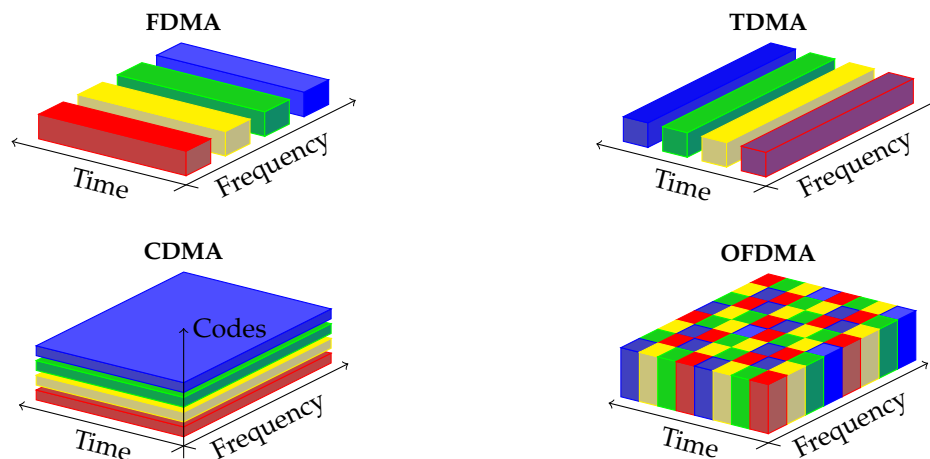 FDMA
Time
Frequency
TDMA
Time
Frequency
CDMA
Codes
Time
Frequency
OFDMA
Time
Frequency